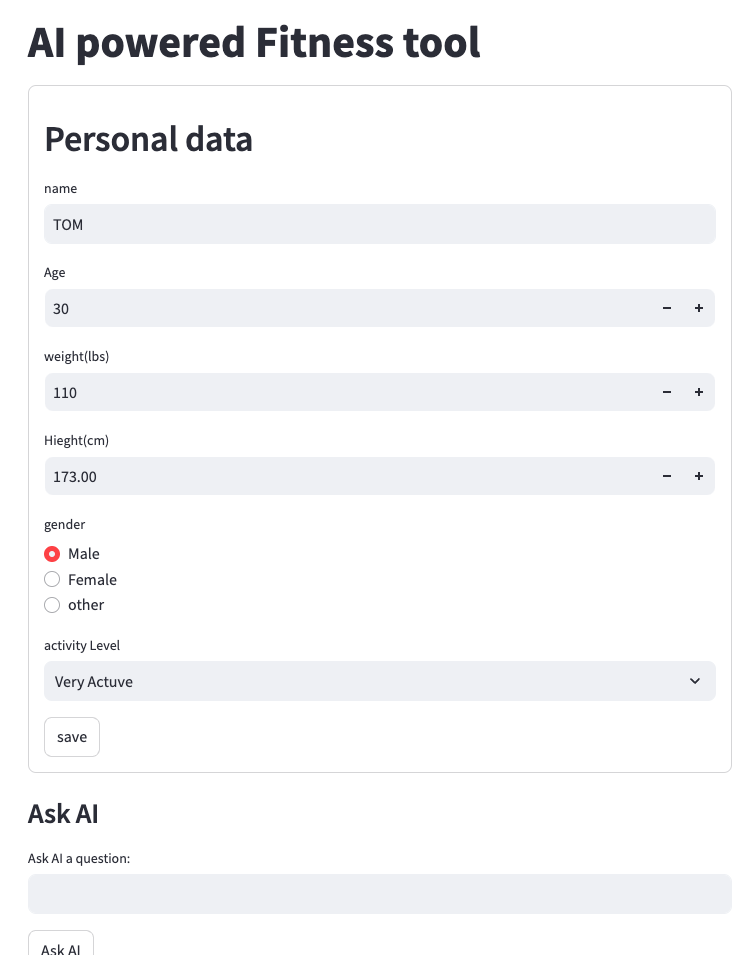 AI powered Fitness tool
Personal data
name
TOM
Age
30
weight(lbs)
110
Hieght(cm)
173.00
gender
Male
Female
other
activity Level
Very Actuve
save
Ask AI
Ask AI a question:
Ask AI